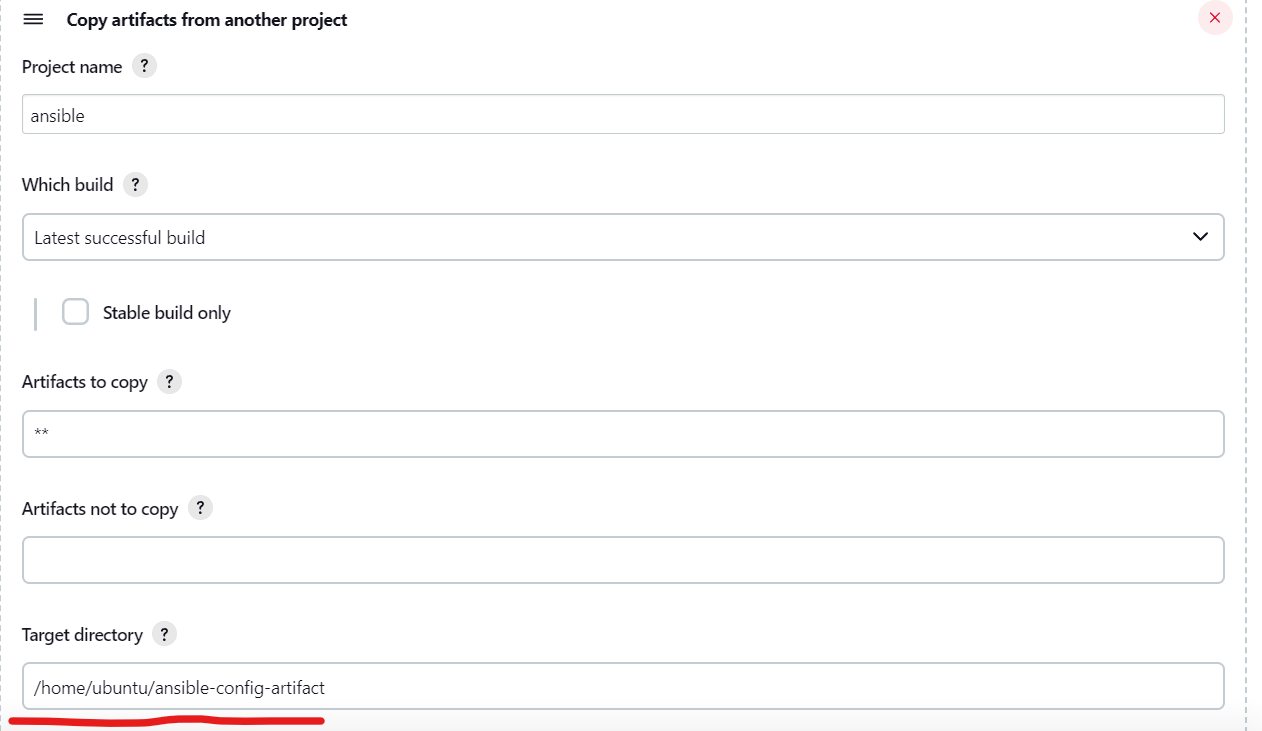 Copy artifacts from another project
Project name ?
ansible
Which build ?
Latest successful build
Stable build only
Artifacts to copy ?
**
Artifacts not to copy ?
Target directory ?
/home/ubuntu/ansible-config-artifact